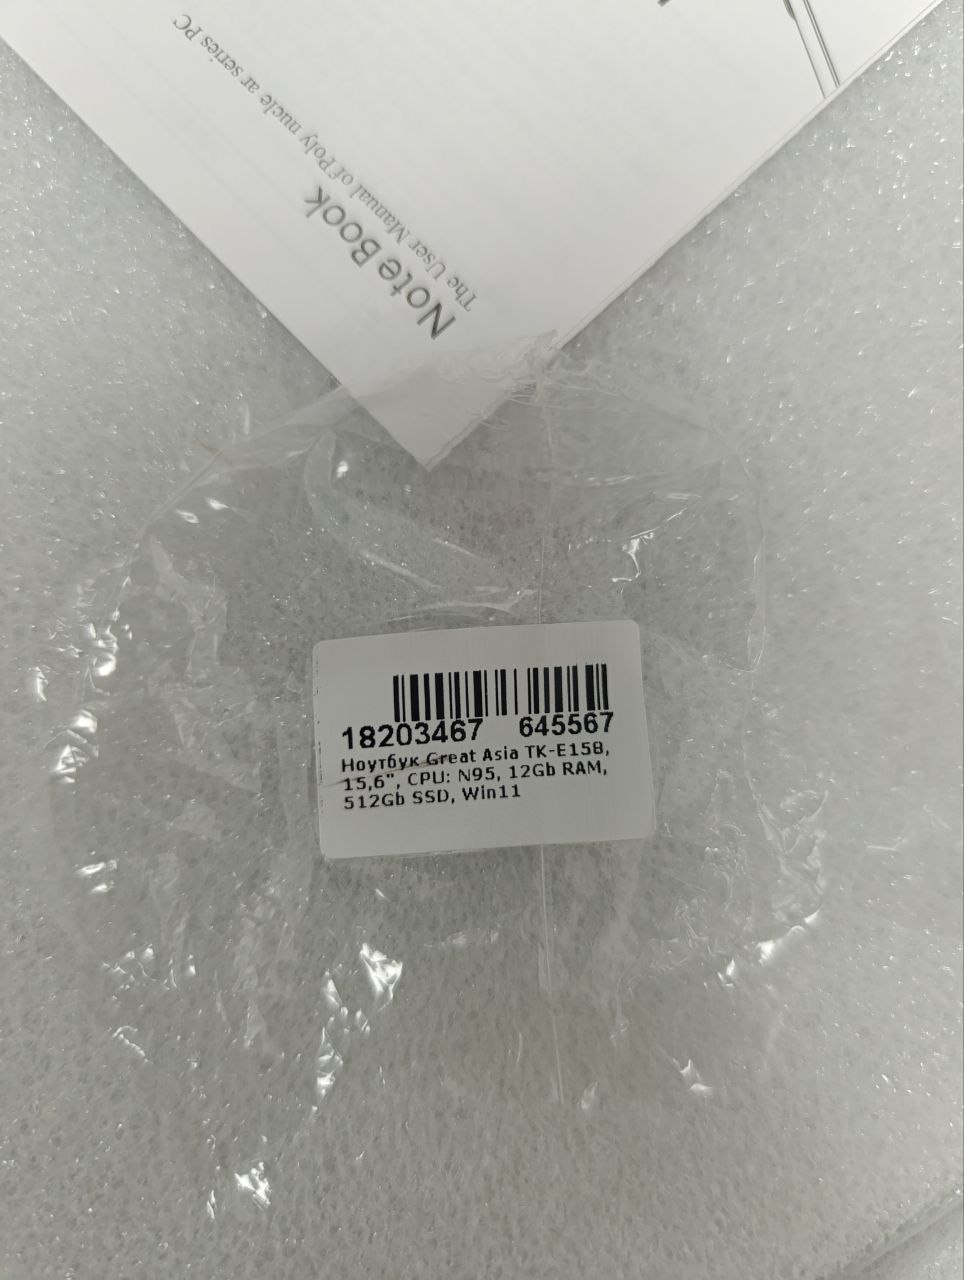 Note Book
The User Manual of Poly nucle ar series PC
18203467 645567
Ноутбук Great Asia TK-E158,
15,6", CPU: N95, 12Gb RAM,
512Gb SSD, Win11